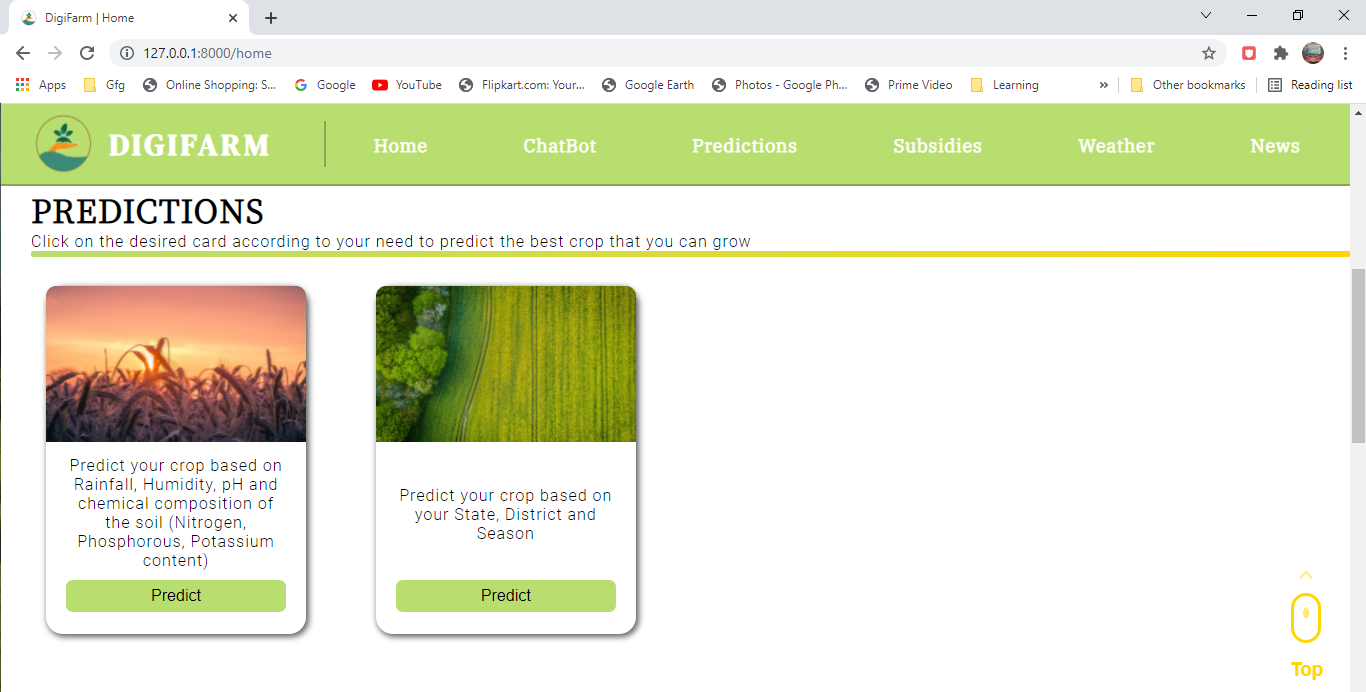 DigiFarm | Home
127.0.0.1:8000/home
Apps Gfg Online Shopping: S... Google YouTube Flipkart.com: Your... Google Earth Photos - Google Ph... Prime Video Learning » Other bookmarks Reading list
DIGIFARM Home ChatBot Predictions Subsidies Weather News
PREDICTIONS
Click on the desired card according to your need to predict the best crop that you can grow
Predict your crop based on
Rainfall, Humidity, pH and
chemical composition of
the soil (Nitrogen,
Phosphorous, Potassium
content)
Predict
Predict your crop based on
your State, District and
Season
Predict
Top